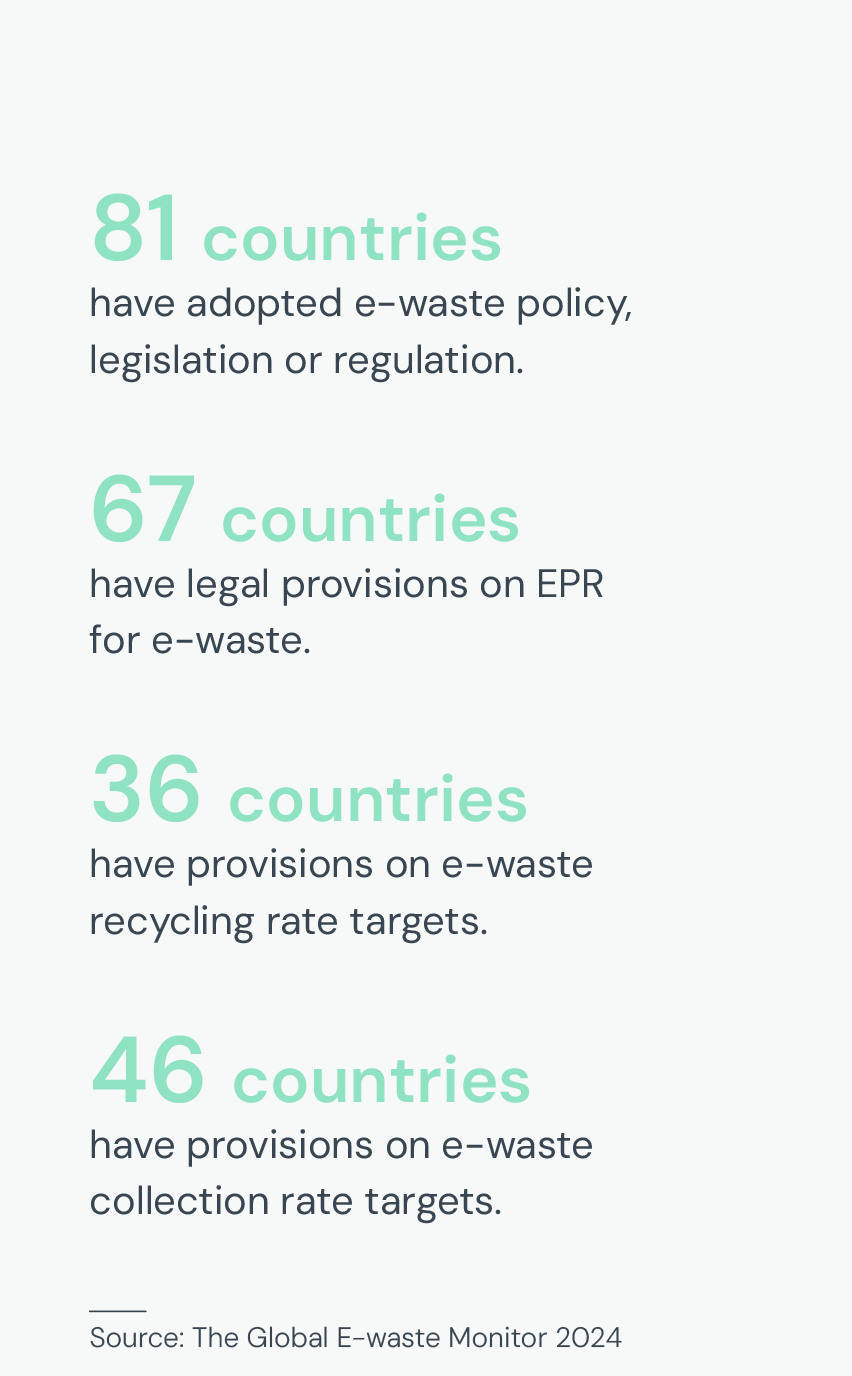 81 countries
have adopted e-waste policy,
legislation or regulation.
67 countries
have legal provisions on EPR
for e-waste.
36 countries
have provisions on e-waste
recycling rate targets.
46 countries
have provisions on e-waste
collection rate targets.
Source: The Global E-waste Monitor 2024